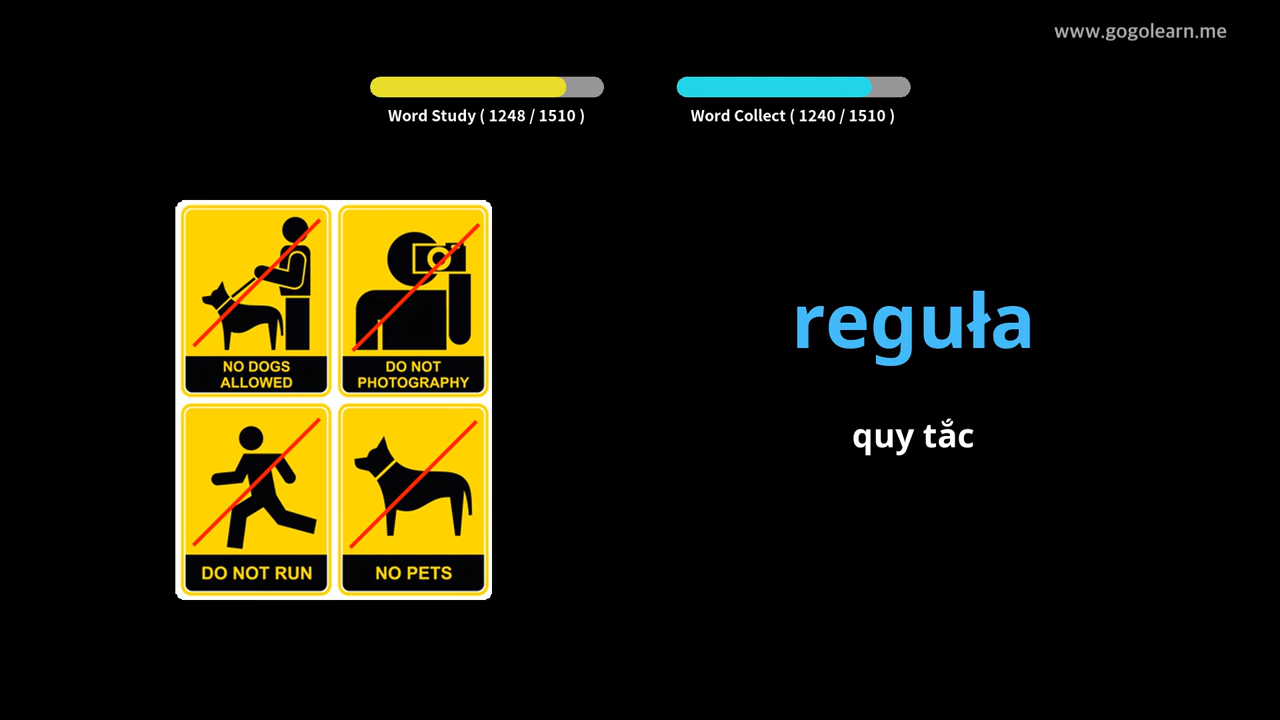 www.gogolearn.me
Word Study ( 1248 / 1510 )
Word Collect ( 1240 / 1510 )
NO DOGS
ALLOWED
DO NOT
PHOTOGRAPHY
DO NOT RUN
NO PETS
reguła
quy tắc